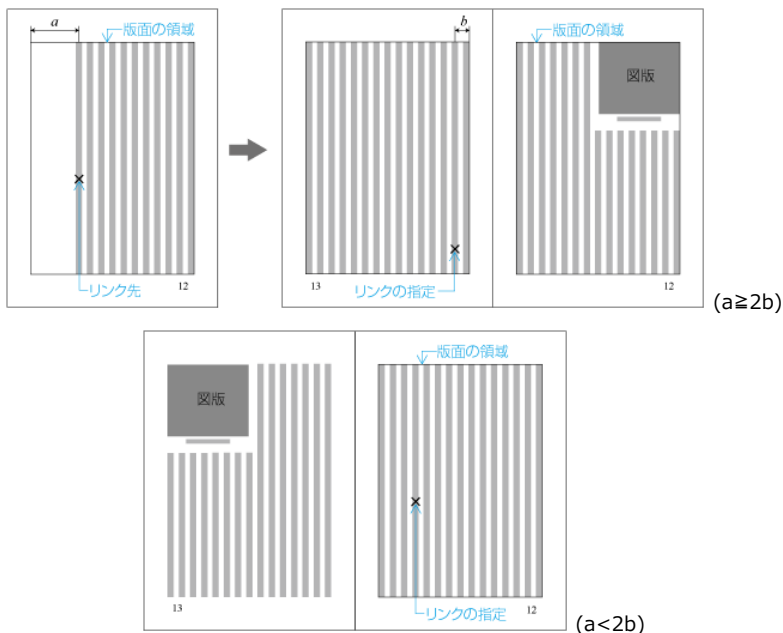 a
版面の領域
リンク先
12
b
13
リンクの指定
版面の領域
図版
12
(a≧2b)
図版
13
版面の領域
リンクの指定
12
(a<2b)